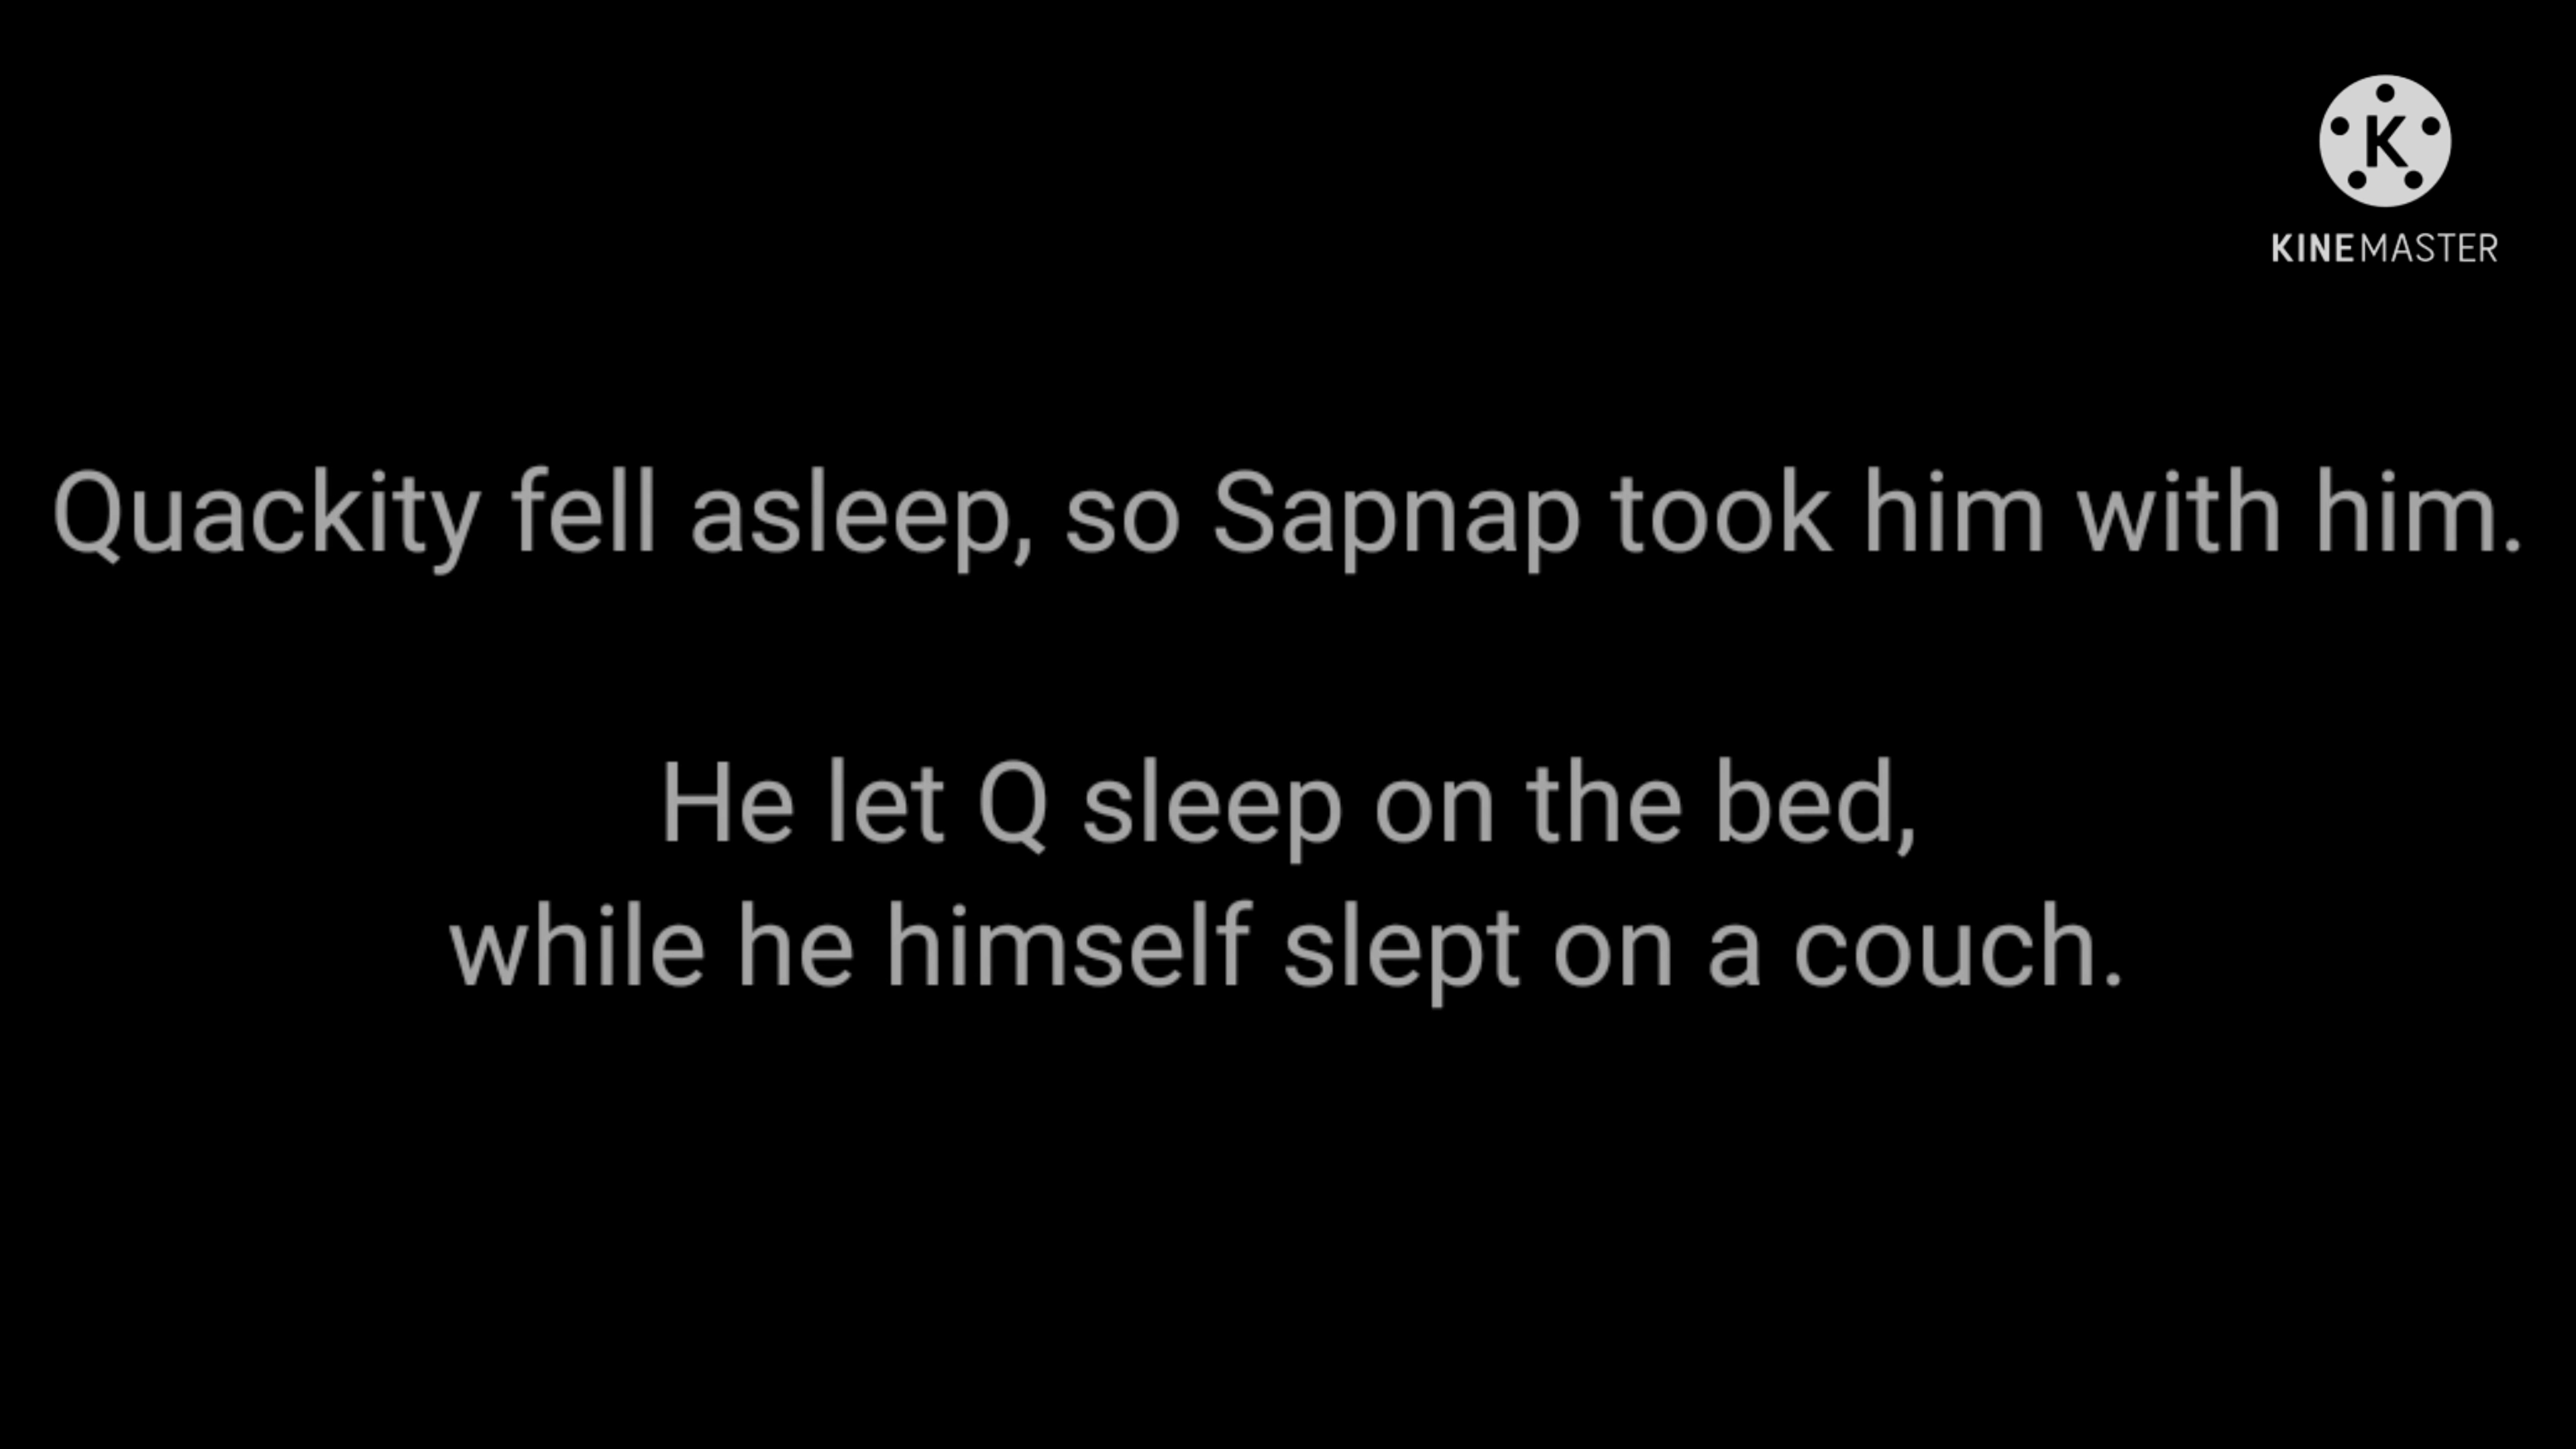 K
KINEMASTER
Quackity fell asleep, so Sapnap took him with him.
He let Q sleep on the bed,
while he himself slept on a couch.